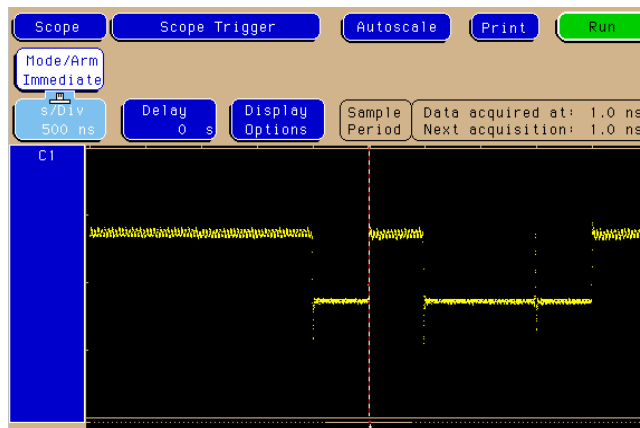 Scope Scope Trigger Autoscale Print Run
Mode/Arm
Immediate
s/Div Delay Display Sample Data acquired at: 1.0 ns
500 ns 0 s Options Period Next acquisition: 1.0 ns
C1